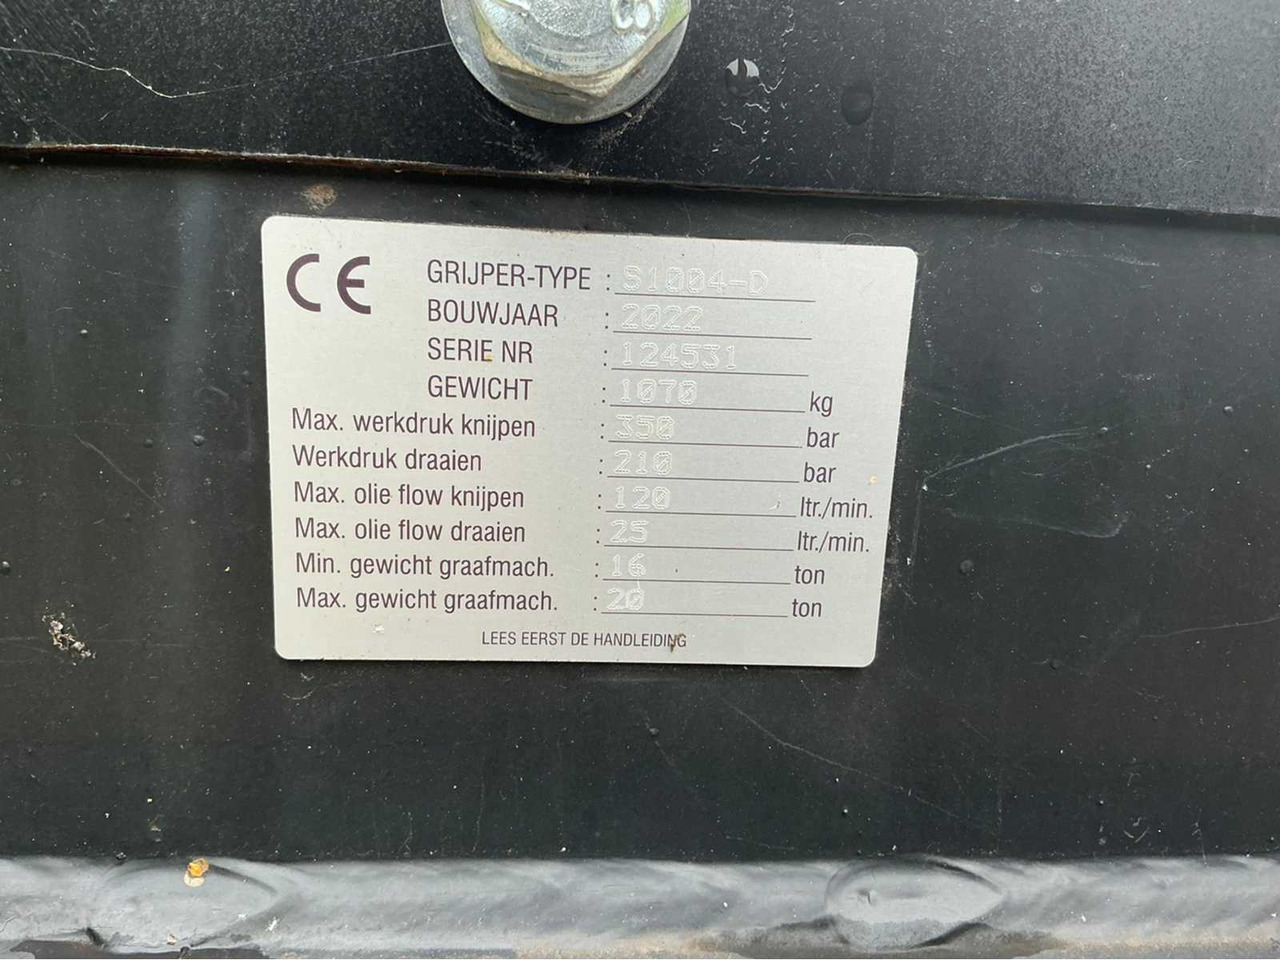 8
CE
GRIJPER-TYPE : S1004-D
BOUWJAAR : 2022
SERIE NR : 124531
GEWICHT : 1070 kg
Max. werkdruk knijpen : 350 bar
Werkdruk draaien : 210 bar
Max. olie flow knijpen : 120 ltr./min.
Max. olie flow draaien : 25 ltr./min.
Min. gewicht graafmach. : 16 ton
Max. gewicht graafmach. : 20 ton
LEES EERST DE HANDLEIDING